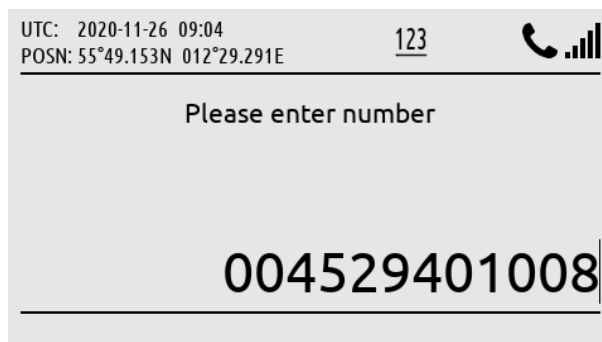 UTC: 2020-11-26 09:04
POSN: 55°49.153N 012°29.291E
123
Please enter number
004529401008